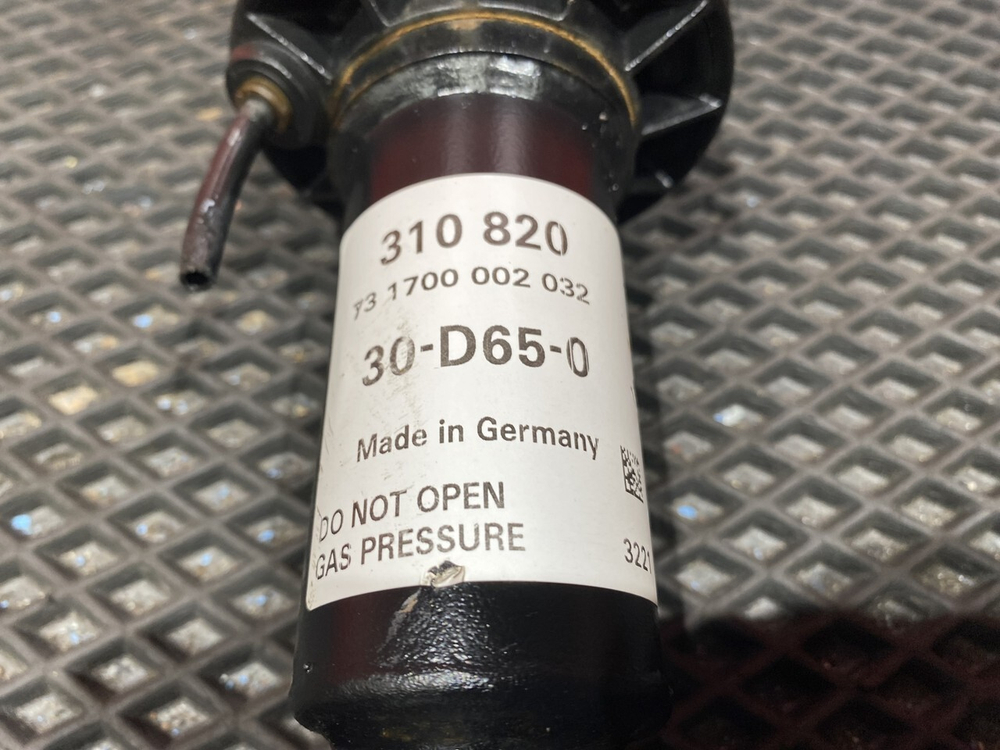 310 820
73 1700 002 032
30-D65-0
Made in Germany
DO NOT OPEN
GAS PRESSURE
3221